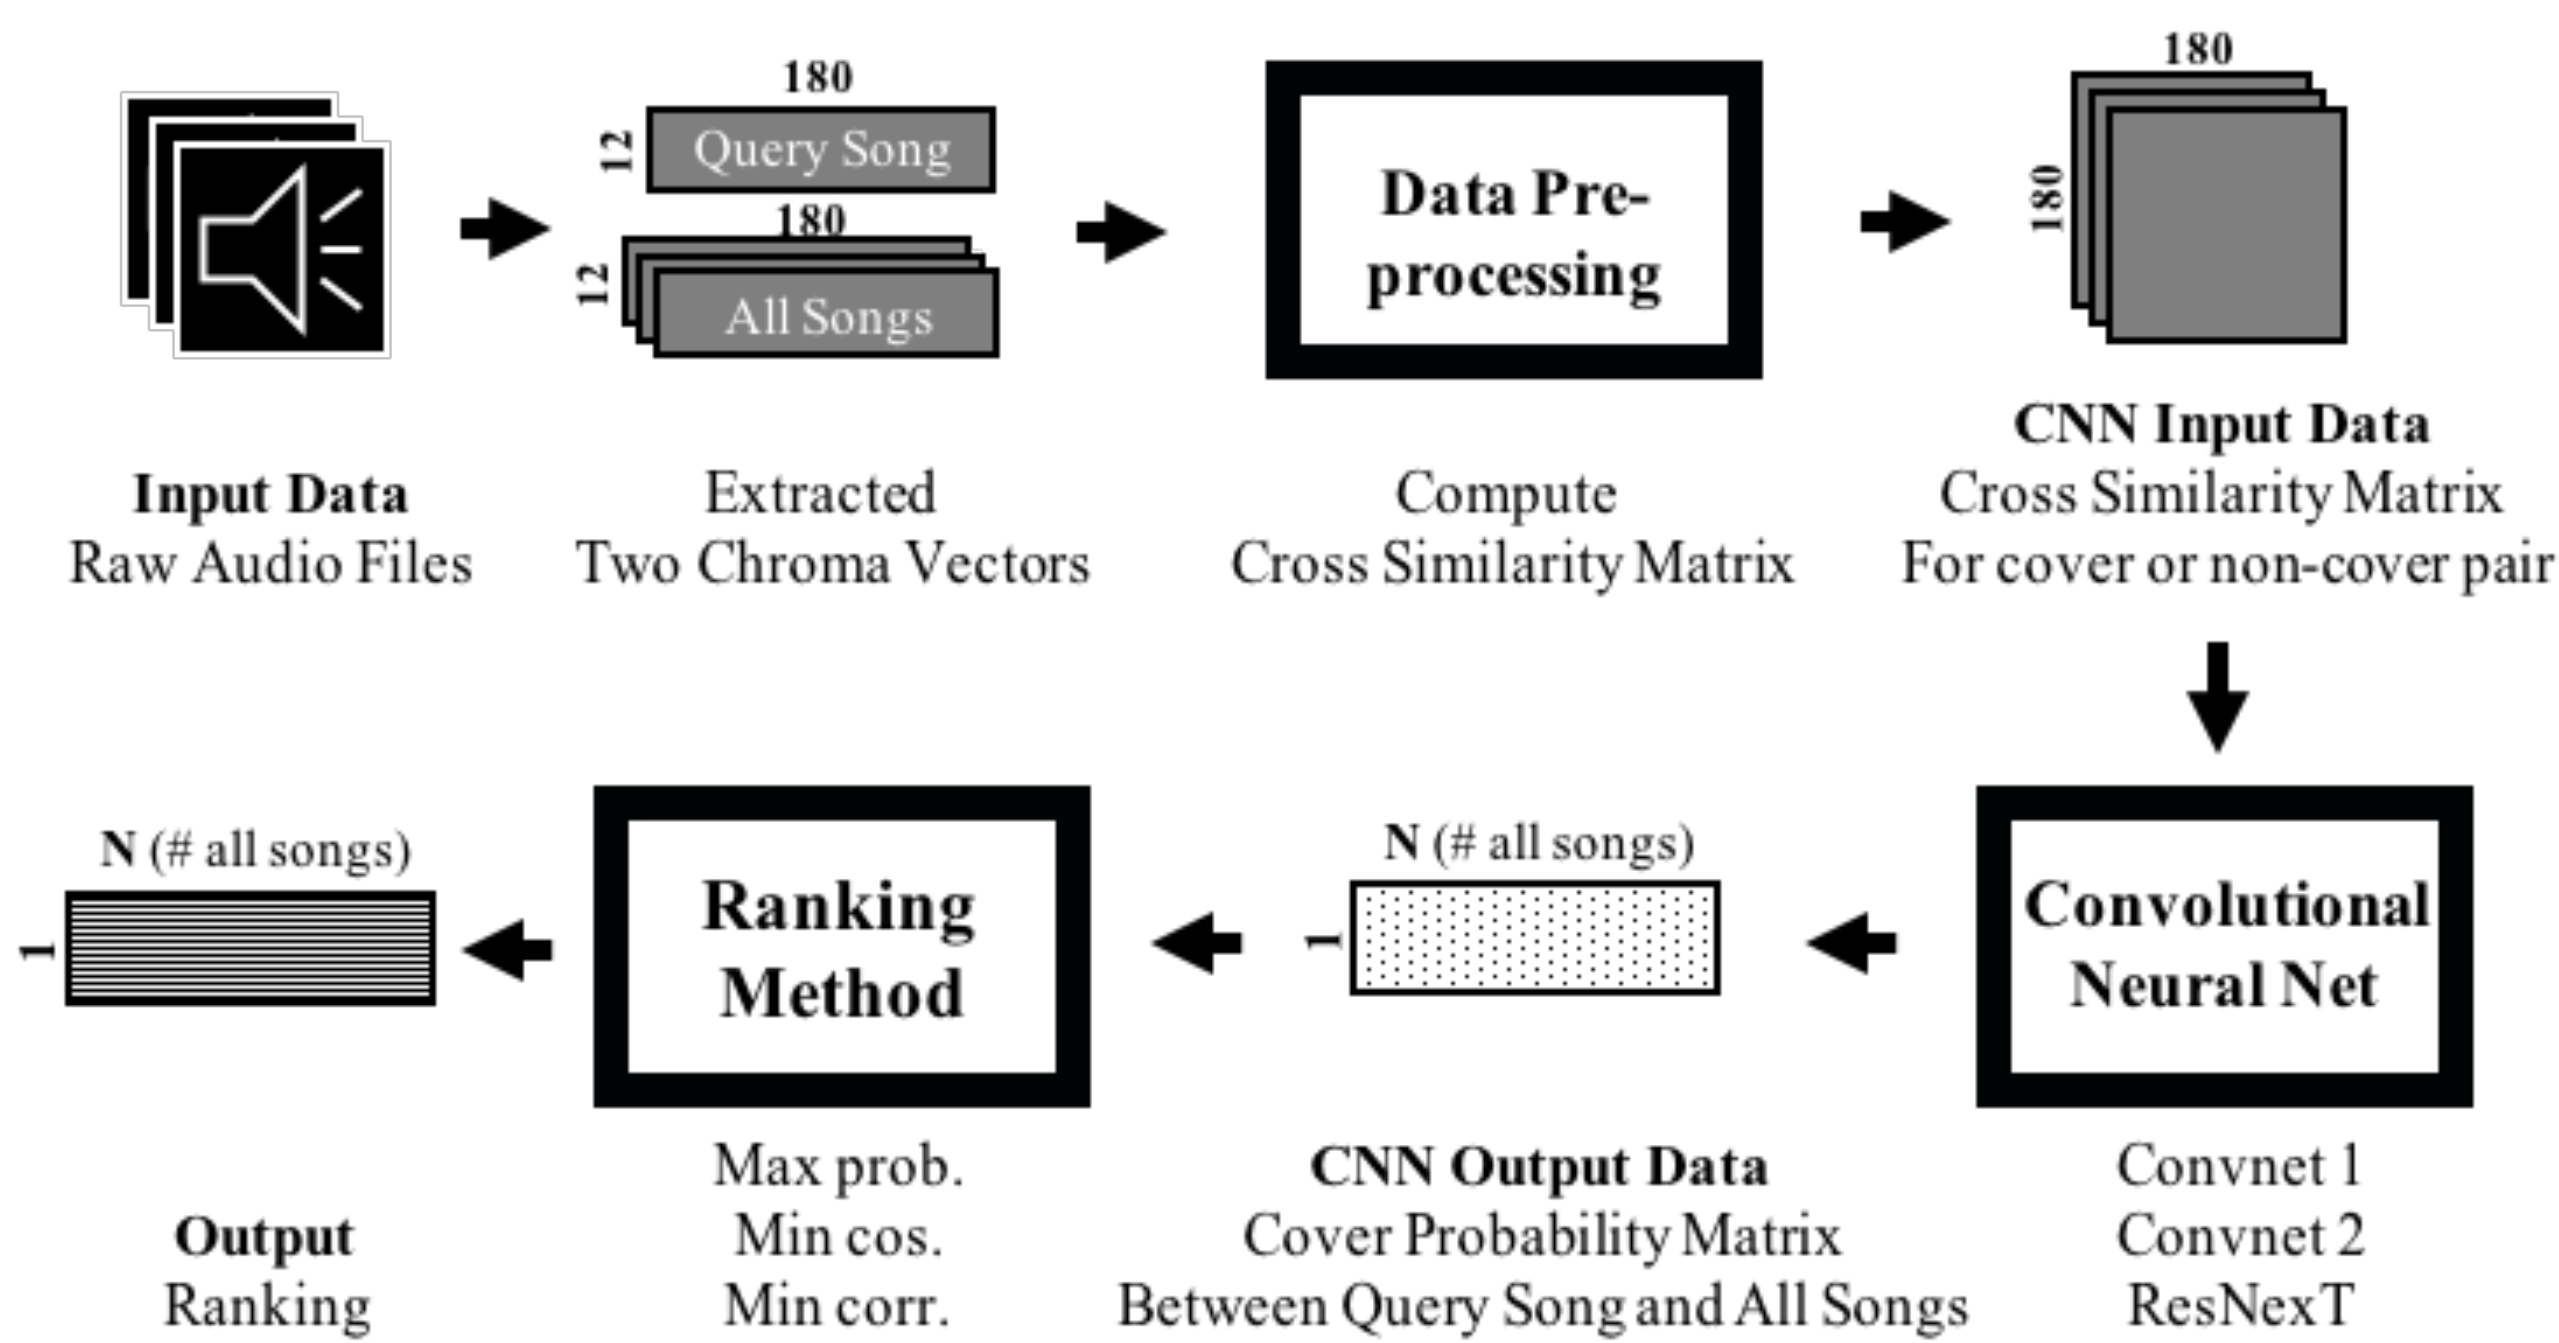 180
12
Query Song
180
12
All Songs
Data Pre-
processing
180
180
Input Data
Raw Audio Files
Extracted
Two Chroma Vectors
Compute
Cross Similarity Matrix
CNN Input Data
Cross Similarity Matrix
For cover or non-cover pair
N (# all songs)
1
Ranking
Method
N (# all songs)
1
Convolutional
Neural Net
Output
Ranking
Max prob.
Min cos.
Min corr.
CNN Output Data
Cover Probability Matrix
Between Query Song and All Songs
Convnet 1
Convnet 2
ResNexT